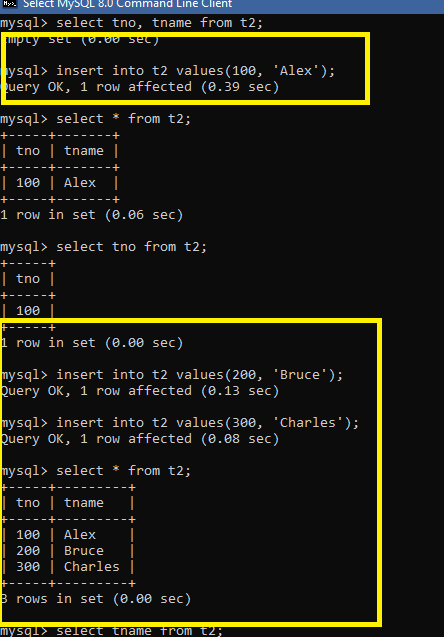 Select MySQL 8.0 Command Line Client
mysql> select tno, tname from t2;
Empty set (0.00 sec)
mysql> insert into t2 values(100, 'Alex');
Query OK, 1 row affected (0.39 sec)
mysql> select * from t2;
+-----+-------+
| tno | tname |
+-----+-------+
| 100 | Alex  |
+-----+-------+
1 row in set (0.06 sec)
mysql> select tno from t2;
+-----+
| tno |
+-----+
| 100 |
+-----+
1 row in set (0.00 sec)
mysql> insert into t2 values(200, 'Bruce');
Query OK, 1 row affected (0.13 sec)
mysql> insert into t2 values(300, 'Charles');
Query OK, 1 row affected (0.08 sec)
mysql> select * from t2;
+-----+---------+
| tno | tname   |
+-----+---------+
| 100 | Alex    |
| 200 | Bruce   |
| 300 | Charles |
+-----+---------+
3 rows in set (0.00 sec)
mysql> select tname from t2;